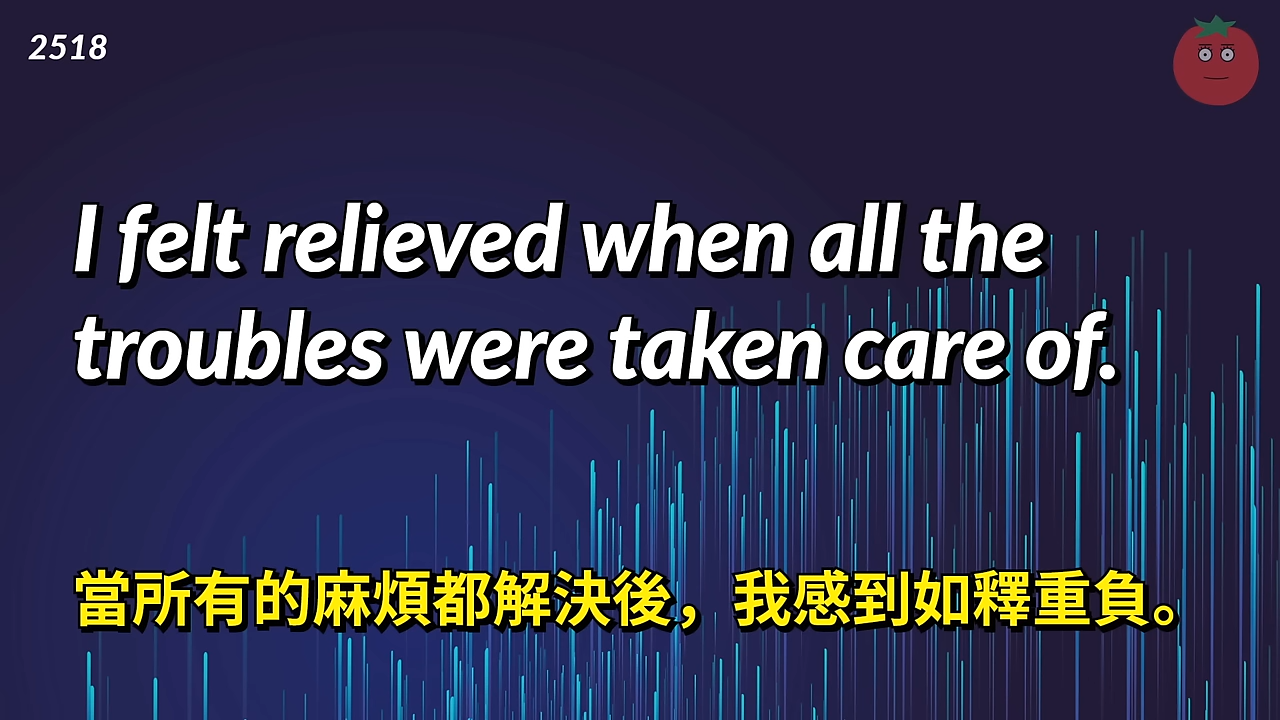 2518
I felt relieved when all the
troubles were taken care of.
當所有的麻煩都解決後，我感到如釋重負。